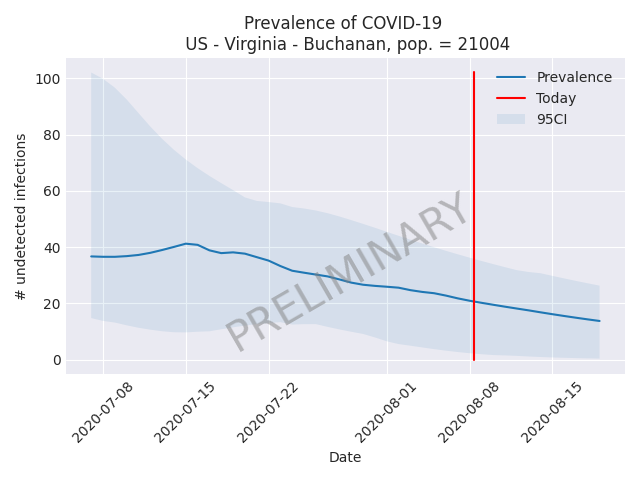 Prevalence of COVID-19
US - Virginia - Buchanan, pop. = 21004
# undetected infections
100
80
60
40
20
0
Prevalence
Today
95CI
PRELIMINARY
2020-07-08
2020-07-15
2020-07-22
2020-08-01
2020-08-08
2020-08-15
Date